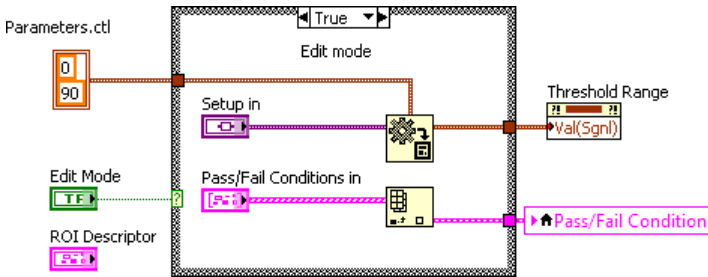 True
Parameters.ctl
Edit mode
0
90
Setup in
Threshold Range
?! ?!
Val(Sgnl)
Edit Mode
TF
?
Pass/Fail Conditions in
Pass/Fail Condition
ROI Descriptor